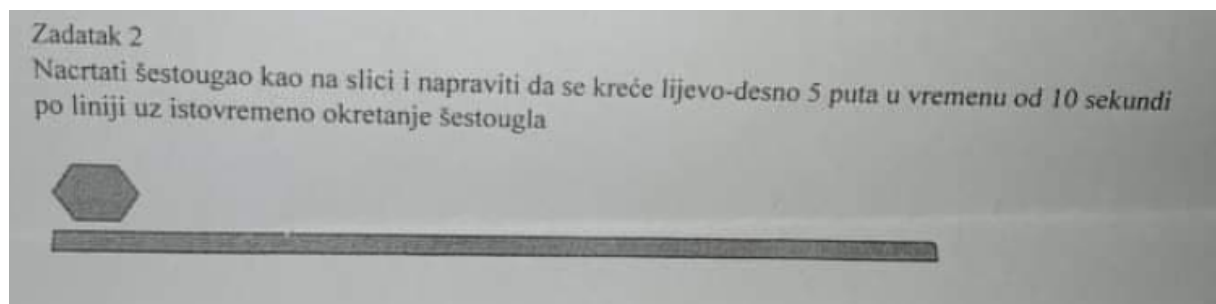 Zadatak 2
Nacrtati šestougao kao na slici i napraviti da se kreće lijevo-desno 5 puta u vremenu od 10 sekundi
po liniji uz istovremeno okretanje šestougla